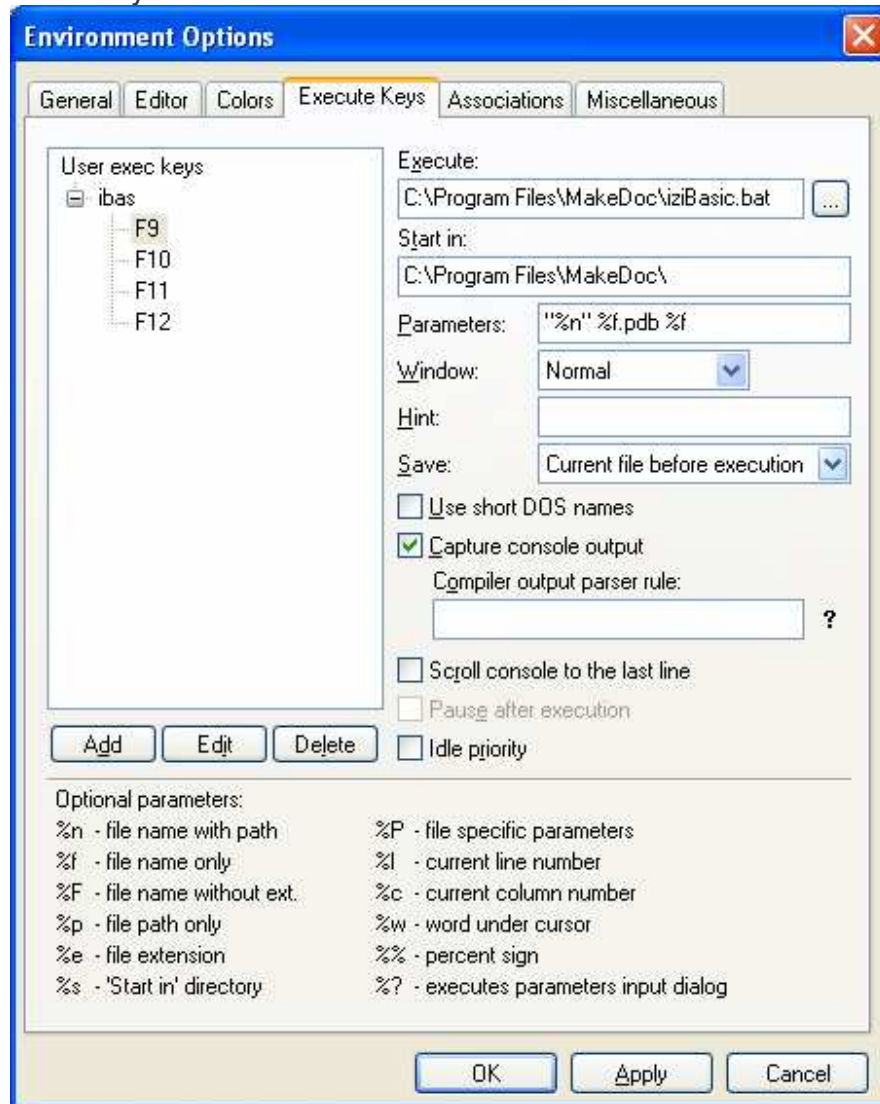 Environment Options
General Editor Colors Execute Keys Associations Miscellaneous
User exec keys
ibas
F9
F10
F11
F12
Add Edit Delete
Execute:
C:\Program Files\MakeDoc\iziBasic.bat ...
Start in:
C:\Program Files\MakeDoc\
Parameters: "%n" %f.pdb %f
Window: Normal
Hint:
Save: Current file before execution
Use short DOS names
Capture console output
Compiler output parser rule:
?
Scroll console to the last line
Pause after execution
Idle priority
Optional parameters:
%n - file name with path
%f - file name only
%F - file name without ext.
%p - file path only
%e - file extension
%s - 'Start in' directory
%P - file specific parameters
%l - current line number
%c - current column number
%w - word under cursor
%% - percent sign
%? - executes parameters input dialog
OK Apply Cancel